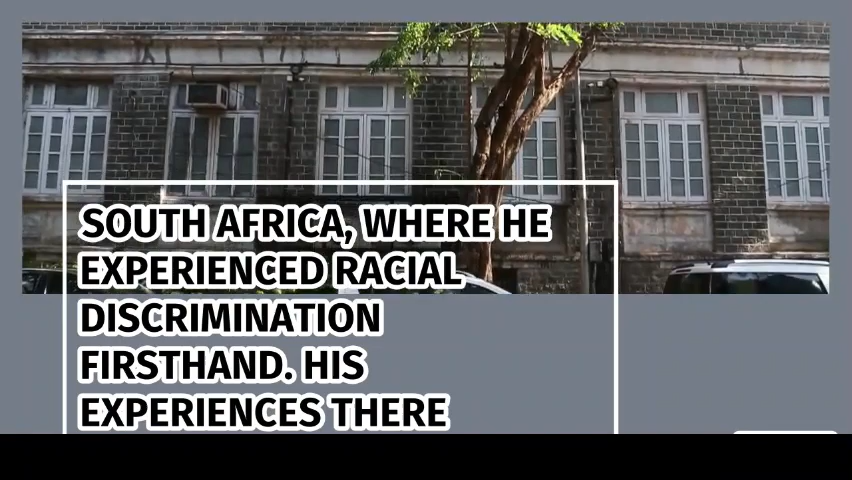 SOUTH AFRICA, WHERE HE
EXPERIENCED RACIAL
DISCRIMINATION
FIRSTHAND. HIS
EXPERIENCES THERE